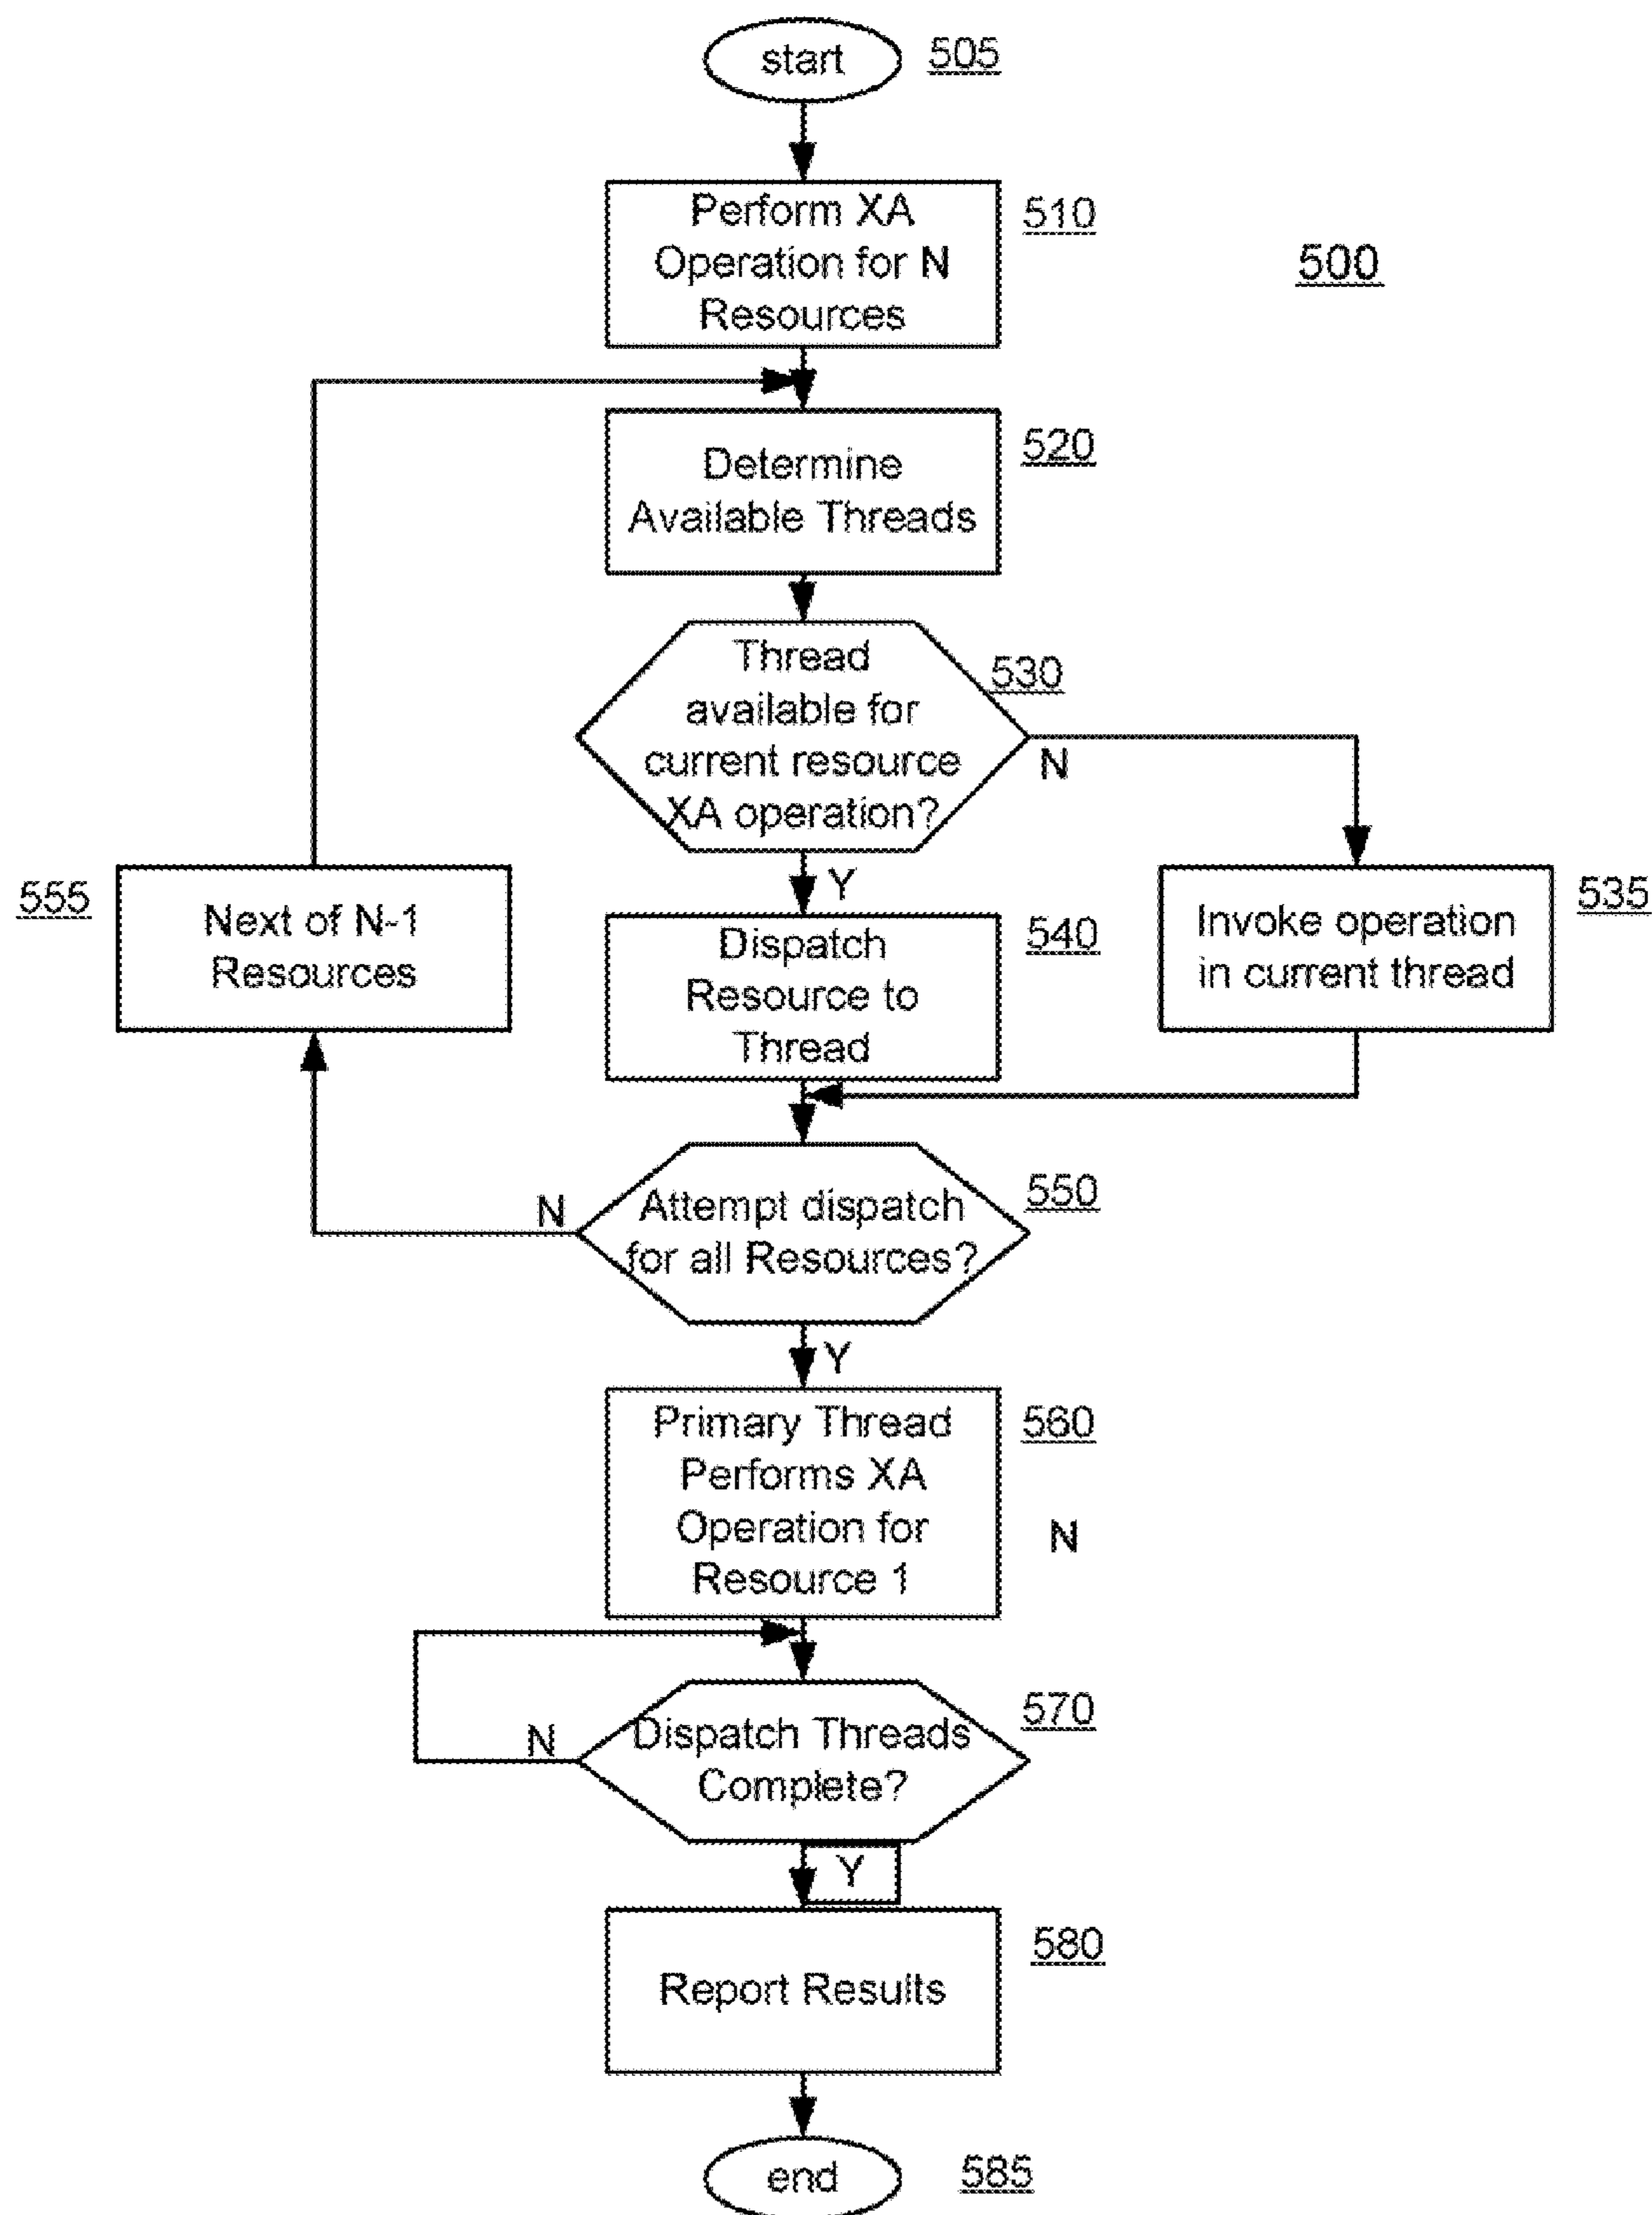 start
505
Perform XA
Operation for N
Resources
510
500
Determine
Available Threads
520
Thread
available for
current resource
XA operation?
530
N
Y
555
Next of N-1
Resources
Dispatch
Resource to
Thread
540
Invoke operation
in current thread
535
Attempt dispatch
for all Resources?
550
N
Y
Primary Thread
Performs XA
Operation for
Resource 1
560
N
Dispatch Threads
Complete?
570
N
Y
Report Results
580
end
585